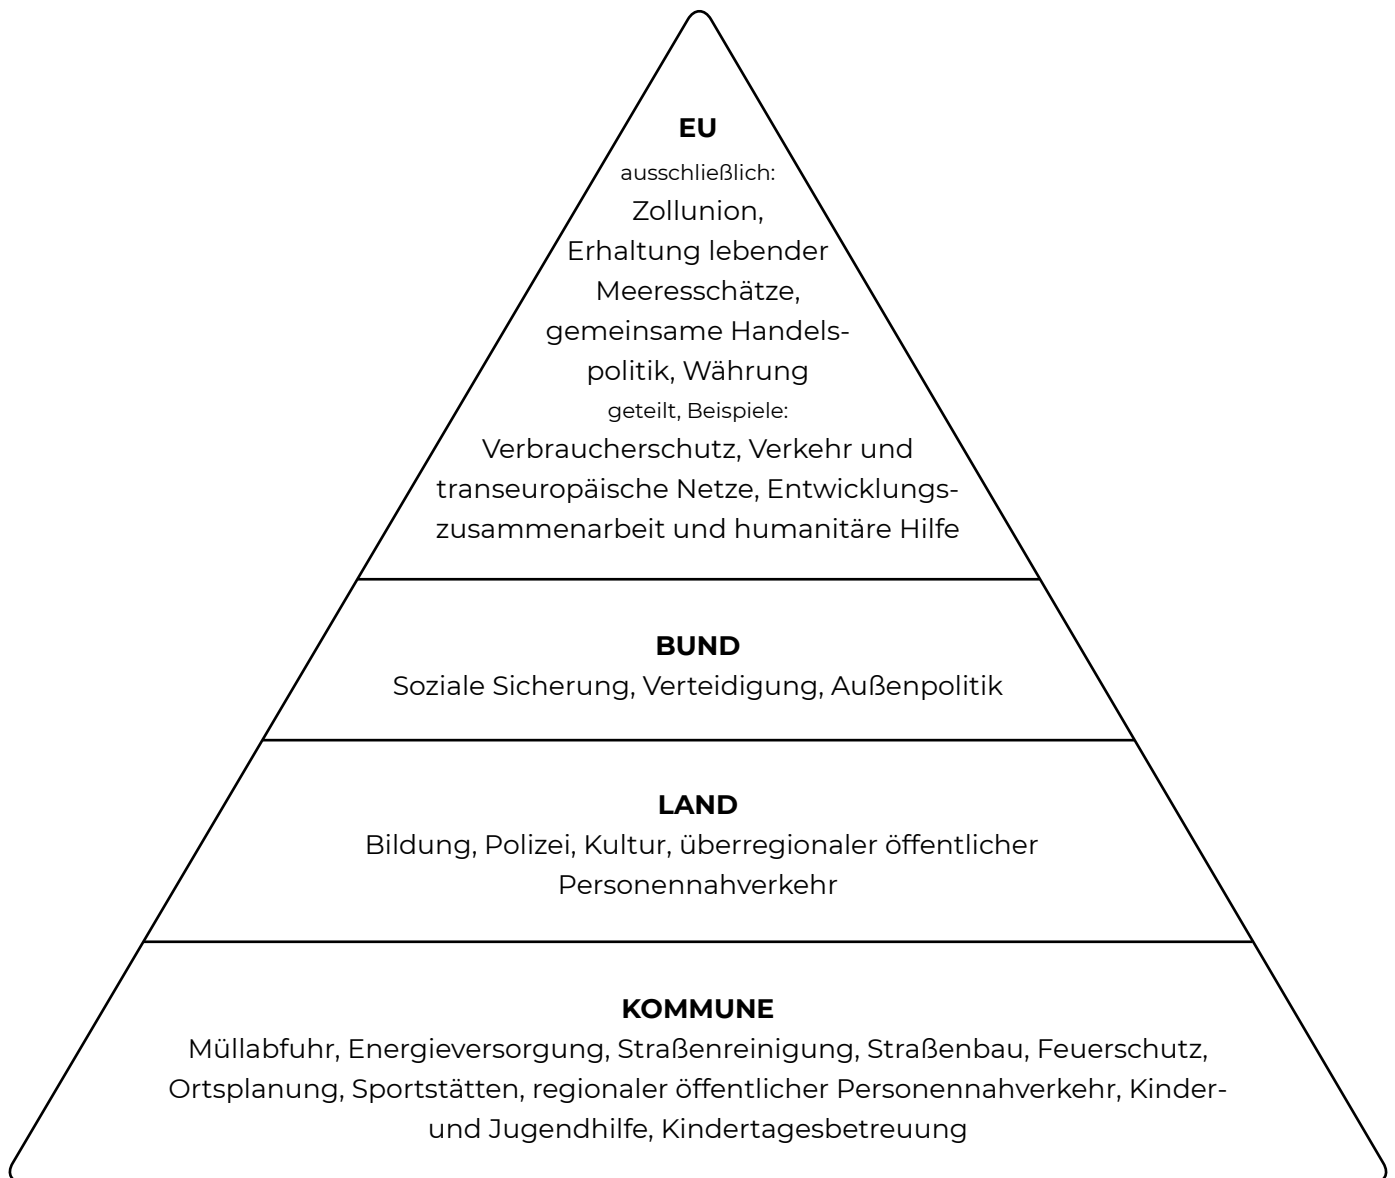 EU
ausschließlich:
Zollunion,
Erhaltung lebender
Meeresschätze,
gemeinsame Handels-
politik, Währung
geteilt, Beispiele:
Verbraucherschutz, Verkehr und
transeuropäische Netze, Entwicklungs-
zusammenarbeit und humanitäre Hilfe
BUND
Soziale Sicherung, Verteidigung, Außenpolitik
LAND
Bildung, Polizei, Kultur, überregionaler öffentlicher
Personennahverkehr
KOMMUNE
Müllabfuhr, Energieversorgung, Straßenreinigung, Straßenbau, Feuerschutz,
Ortsplanung, Sportstätten, regionaler öffentlicher Personennahverkehr, Kinder-
und Jugendhilfe, Kindertagesbetreuung